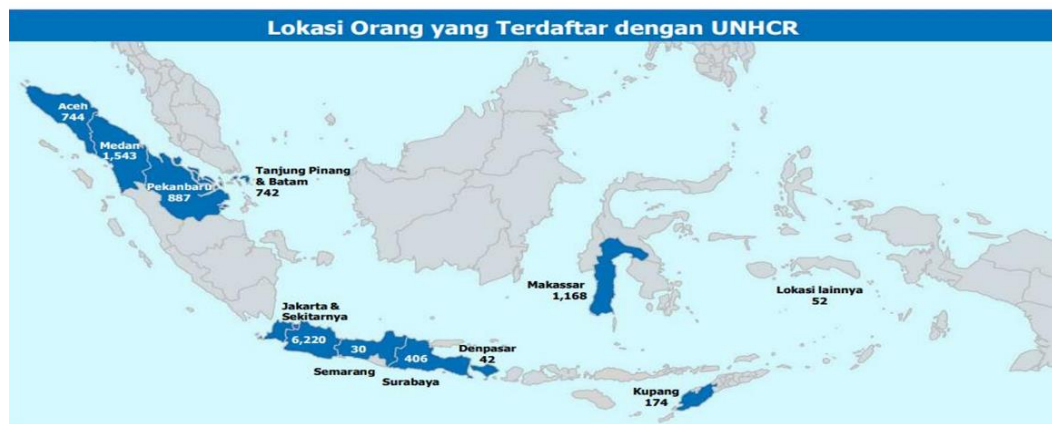 Lokasi Orang yang Terdaftar dengan UNHCR
Aceh
744
Medan
1,543
Pekanbaru
887
Tanjung Pinang
& Batam
742
Makassar
1,168
Lokasi lainnya
52
Jakarta &
Sekitarnya
6,220
30
Semarang
406
Surabaya
Denpasar
42
Kupang
174